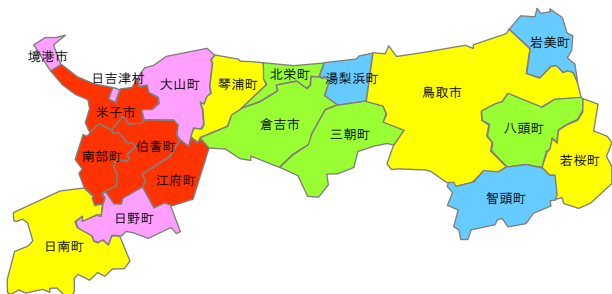 岩美町
境港市
日吉津村
大山町
琴浦町
北栄町
湯梨浜町
鳥取市
米子市
倉吉市
三朝町
八頭町
南部町
伯耆町
若桜町
江府町
智頭町
日野町
日南町